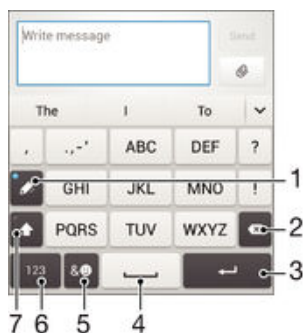 Write message
Send
The I To
, .,-' ABC DEF ?
GHI JKL MNO !
1
PQRS TUV WXYZ
2
123 &
3
7 6 5 4